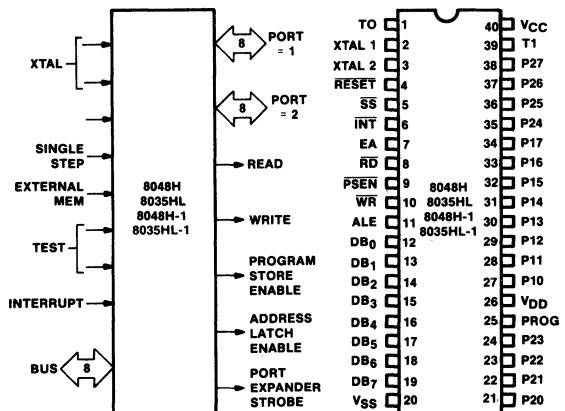 XTAL
SINGLE
STEP
EXTERNAL
MEM
TEST
INTERRUPT
BUS
8
8048H
8035HL
8048H-1
8035HL-1
8
PORT
= 1
8
PORT
= 2
READ
WRITE
PROGRAM
STORE
ENABLE
ADDRESS
LATCH
ENABLE
PORT
EXPANDER
STROBE
TO 1
XTAL 1 2
XTAL 2 3
RESET 4
SS 5
INT 6
EA 7
RD 8
PSEN 9
WR 10
ALE 11
DB0 12
DB1 13
DB2 14
DB3 15
DB4 16
DB5 17
DB6 18
DB7 19
VSS 20
8048H
8035HL
8048H-1
8035HL-1
40 VCC
39 T1
38 P27
37 P26
36 P25
35 P24
34 P17
33 P16
32 P15
31 P14
30 P13
29 P12
28 P11
27 P10
26 VDD
25 PROG
24 P23
23 P22
22 P21
21 P20